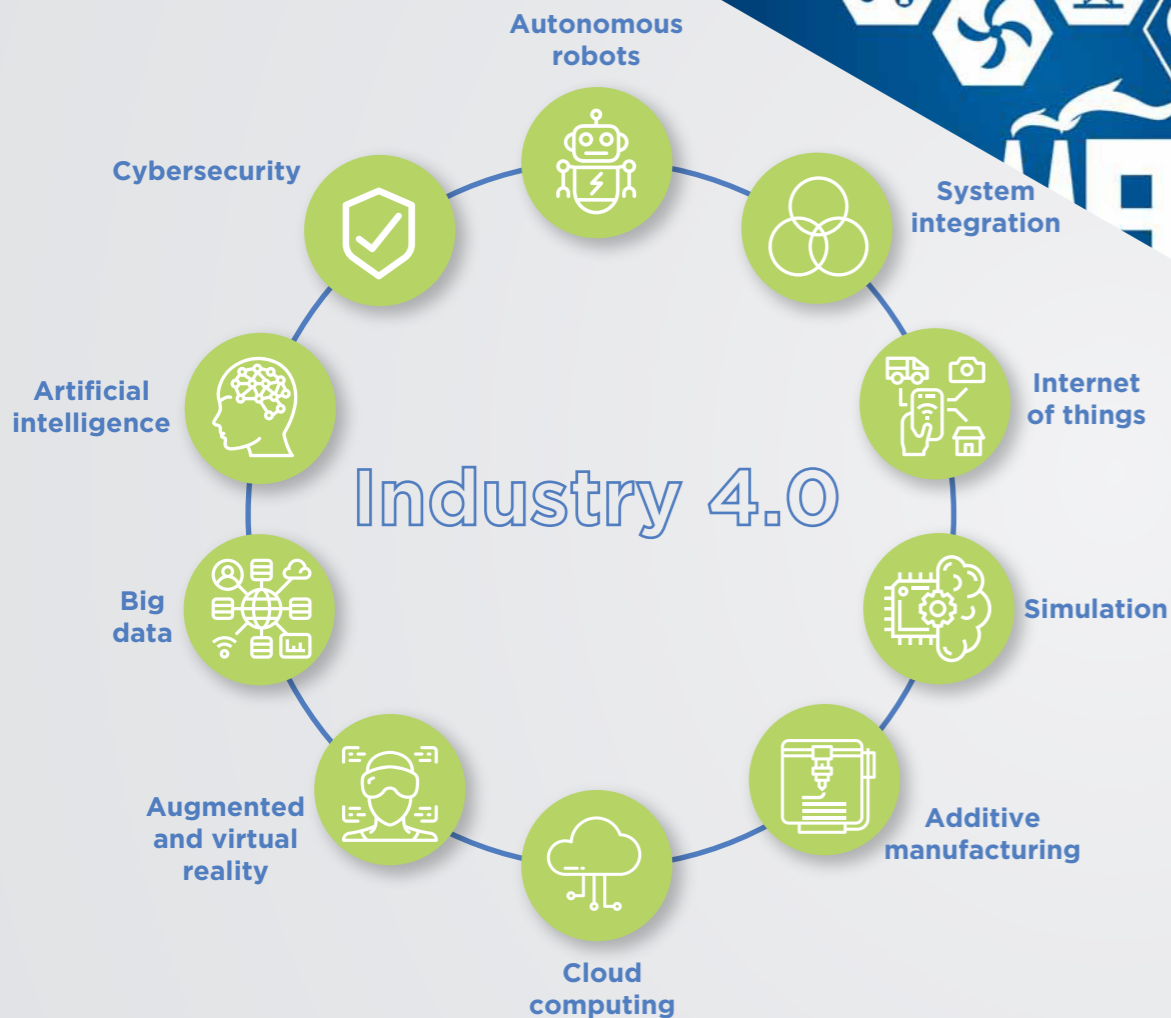 Autonomous
robots
Cybersecurity
System
integration
Artificial
intelligence
Internet
of things
Industry 4.0
Big
data
Simulation
Augmented
and virtual
reality
Additive
manufacturing
Cloud
computing